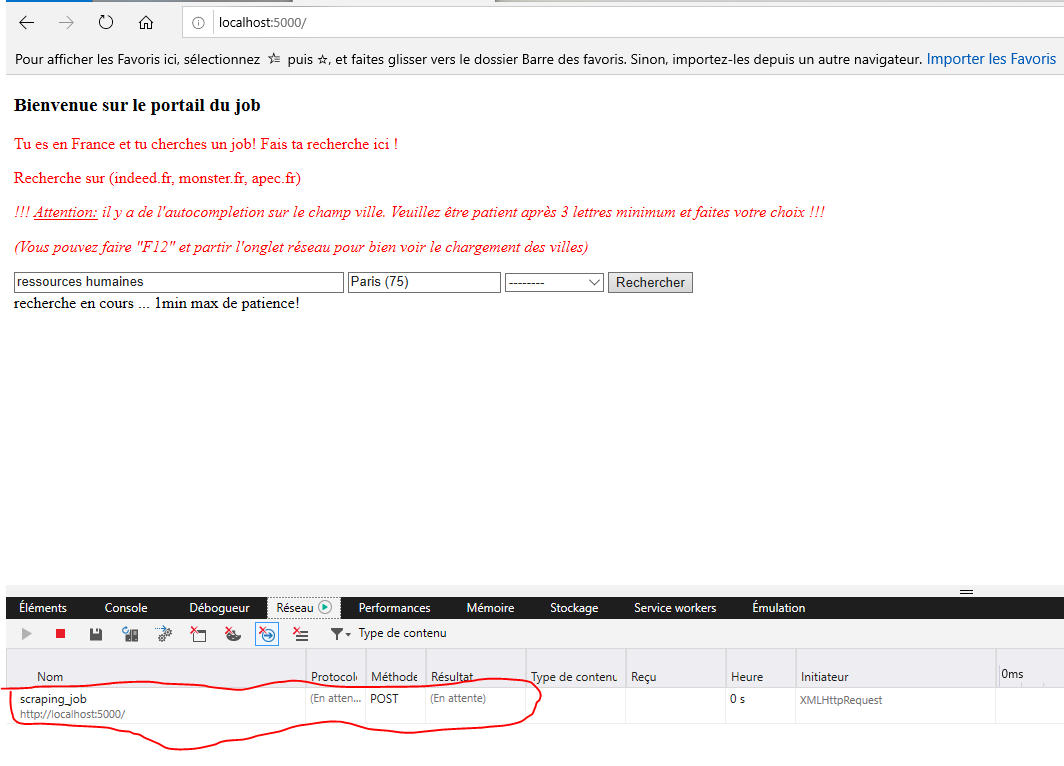 localhost:5000/
Pour afficher les Favoris ici, sélectionnez puis ☆, et faites glisser vers le dossier Barre des favoris. Sinon, importez-les depuis un autre navigateur. Importer les Favoris
Bienvenue sur le portail du job
Tu es en France et tu cherches un job! Fais ta recherche ici !
Recherche sur (indeed.fr, monster.fr, apec.fr)
!!! Attention: il y a de l'autocompletion sur le champ ville. Veuillez être patient après 3 lettres minimum et faites votre choix !!!
(Vous pouvez faire "F12" et partir l'onglet réseau pour bien voir le chargement des villes)
ressources humaines Paris (75) -------- Rechercher
recherche en cours ... 1min max de patience!
Éléments Console Débogueur Réseau Performances Mémoire Stockage Service workers Émulation
Type de contenu
Nom Protocole Méthode Résultat Type de contenu Reçu Heure Initiateur 0ms
scraping_job (En atten... POST (En attente) 0 s XMLHttpRequest
http://localhost:5000/